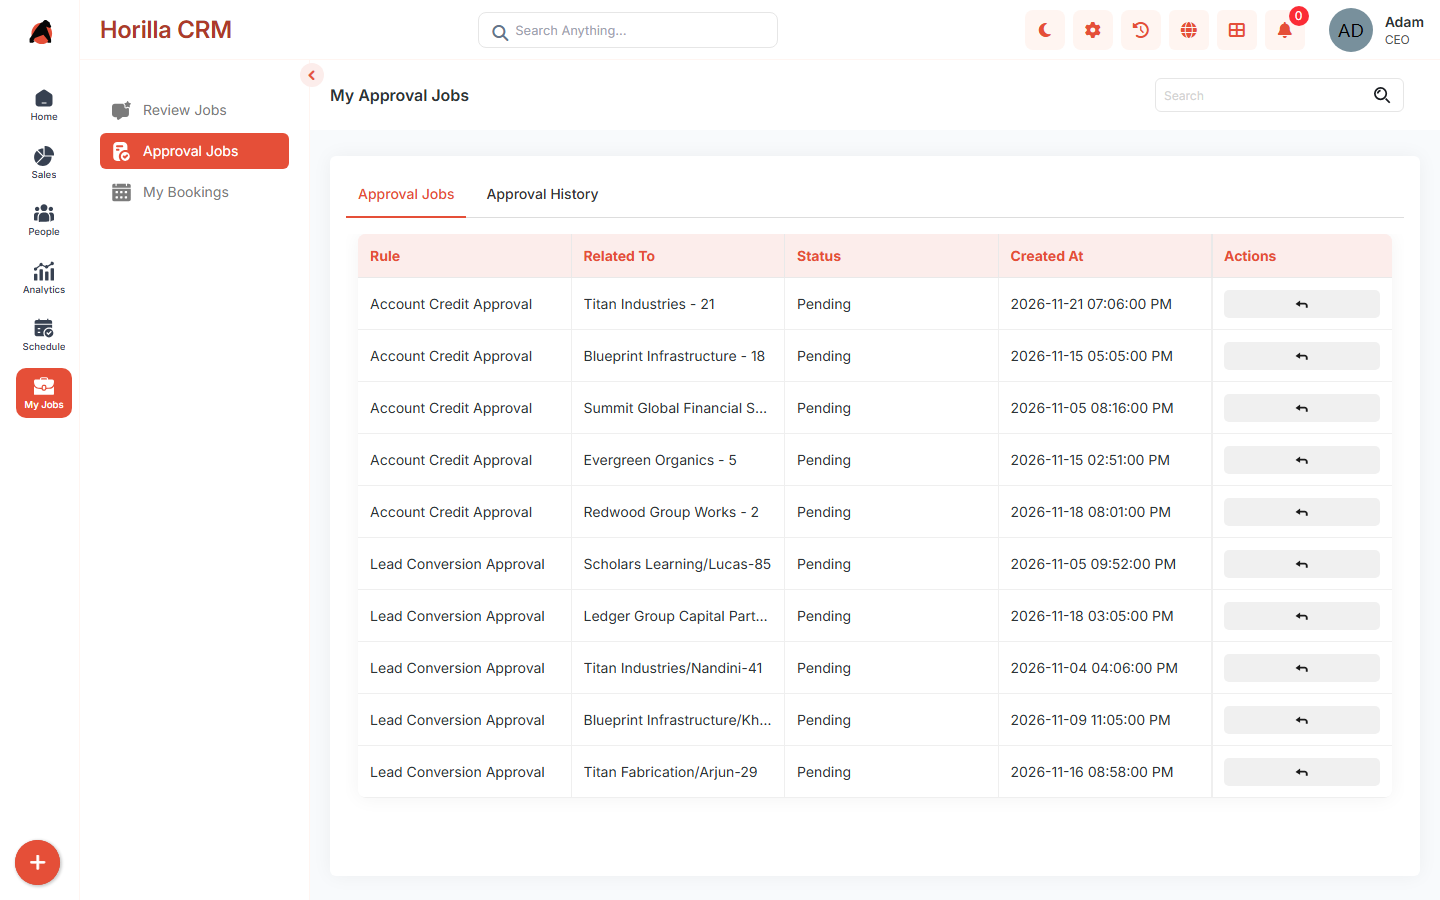 Horilla CRM
Search Anything...
0
AD
Adam
CEO
Home
Sales
People
Analytics
Schedule
My Jobs
Review Jobs
Approval Jobs
My Bookings
My Approval Jobs
Search
Approval Jobs
Approval History
Rule Related To Status Created At Actions
Account Credit Approval Titan Industries - 21 Pending 2026-11-21 07:06:00 PM
Account Credit Approval Blueprint Infrastructure - 18 Pending 2026-11-15 05:05:00 PM
Account Credit Approval Summit Global Financial S... Pending 2026-11-05 08:16:00 PM
Account Credit Approval Evergreen Organics - 5 Pending 2026-11-15 02:51:00 PM
Account Credit Approval Redwood Group Works - 2 Pending 2026-11-18 08:01:00 PM
Lead Conversion Approval Scholars Learning/Lucas-85 Pending 2026-11-05 09:52:00 PM
Lead Conversion Approval Ledger Group Capital Part... Pending 2026-11-18 03:05:00 PM
Lead Conversion Approval Titan Industries/Nandini-41 Pending 2026-11-04 04:06:00 PM
Lead Conversion Approval Blueprint Infrastructure/Kh... Pending 2026-11-09 11:05:00 PM
Lead Conversion Approval Titan Fabrication/Arjun-29 Pending 2026-11-16 08:58:00 PM